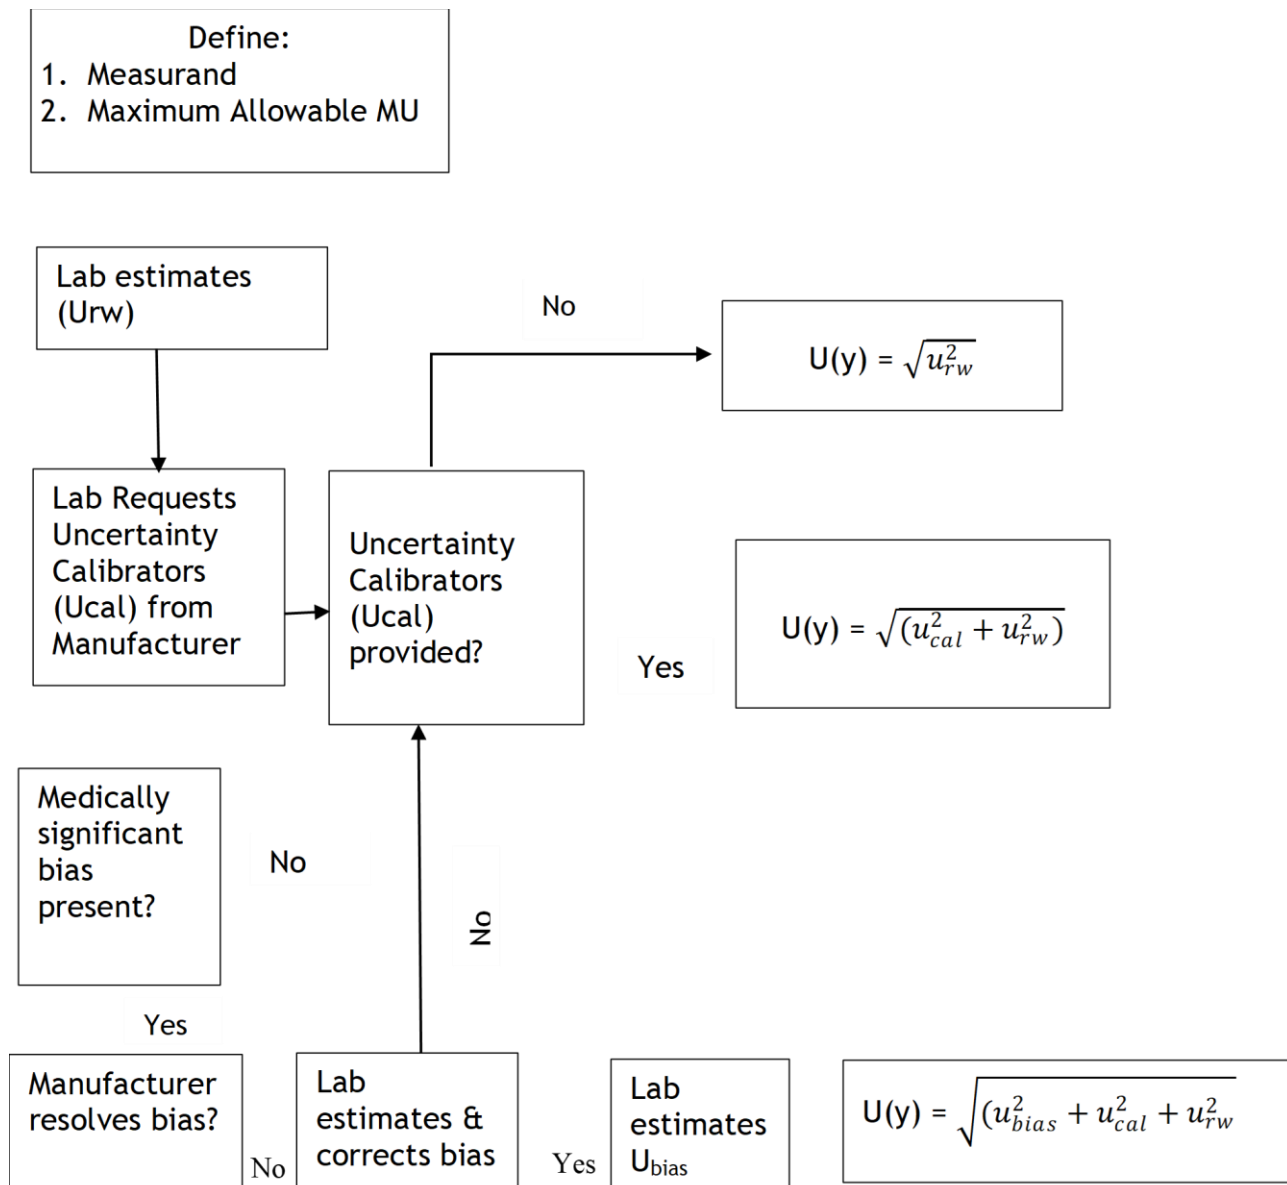 Define:
1. Measurand
2. Maximum Allowable MU
Lab estimates
(Urw)
No
U(y) = √u²rw
Lab Requests
Uncertainty
Calibrators
(Ucal) from
Manufacturer
Uncertainty
Calibrators
(Ucal)
provided?
Yes
U(y) = √(u²cal + u²rw)
Medically
significant
bias
present?
No
No
Yes
Manufacturer
resolves bias?
No
Lab
estimates &
corrects bias
Yes
Lab
estimates
Ubias
U(y) = √(u²bias + u²cal + u²rw